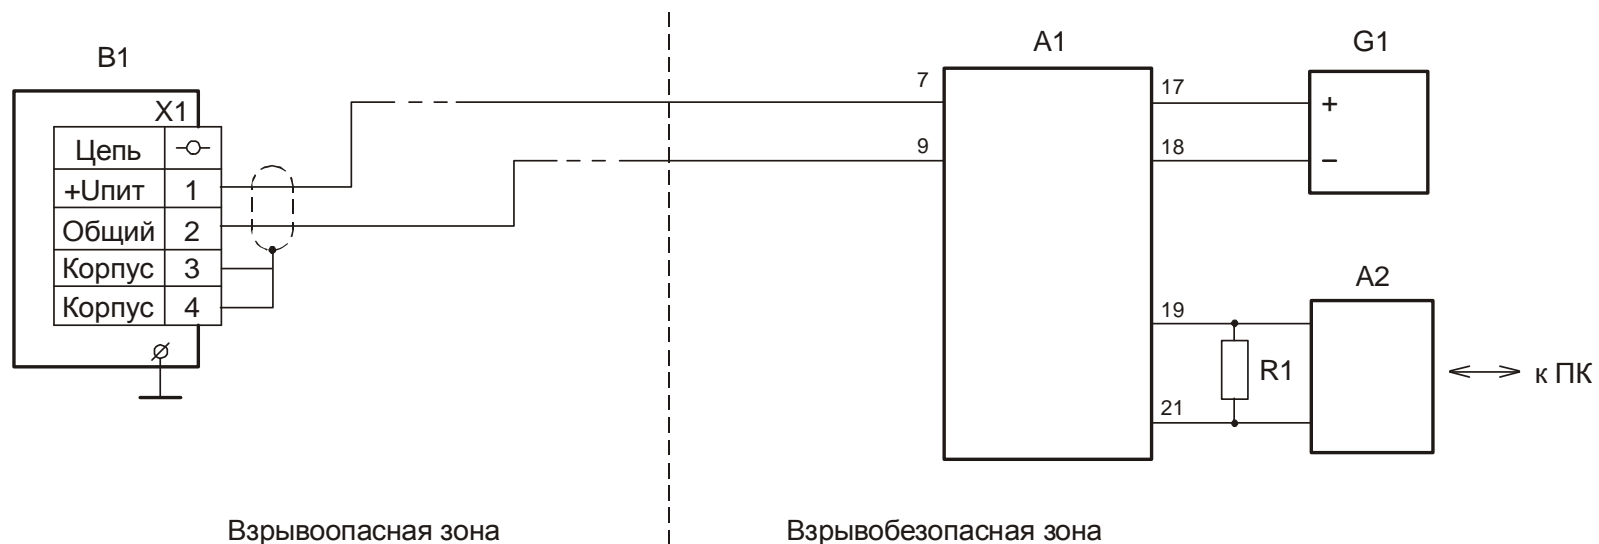 B1
X1
Цепь
+Uпит 1
Общий 2
Корпус 3
Корпус 4
7
9
A1
17
18
19
21
G1
+
−
A2
R1
к ПК
Взрывоопасная зона
Взрывобезопасная зона